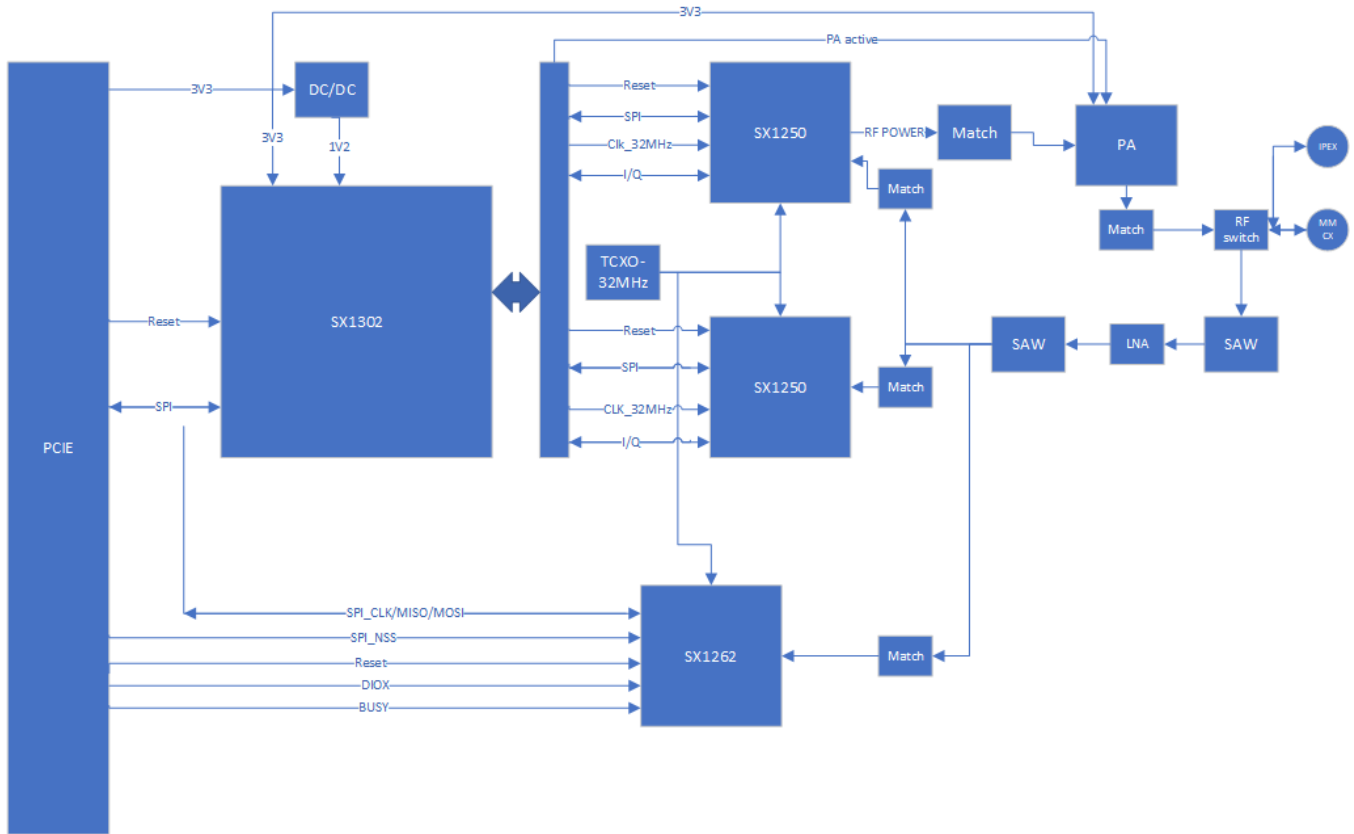 3V3
PA active
3V3
DC/DC
3V3
1V2
Reset
SPI
Clk_32MHz
I/Q
SX1250
RF POWER
Match
PA
IPEX
Match
Match
RF
switch
MM
CX
TCXO-
32MHz
Reset
SX1302
Reset
SPI
CLK_32MHz
I/Q
SX1250
Match
SAW
LNA
SAW
SPI
PCIE
SPI_CLK/MISO/MOSI
SPI_NSS
Reset
DIOX
BUSY
SX1262
Match